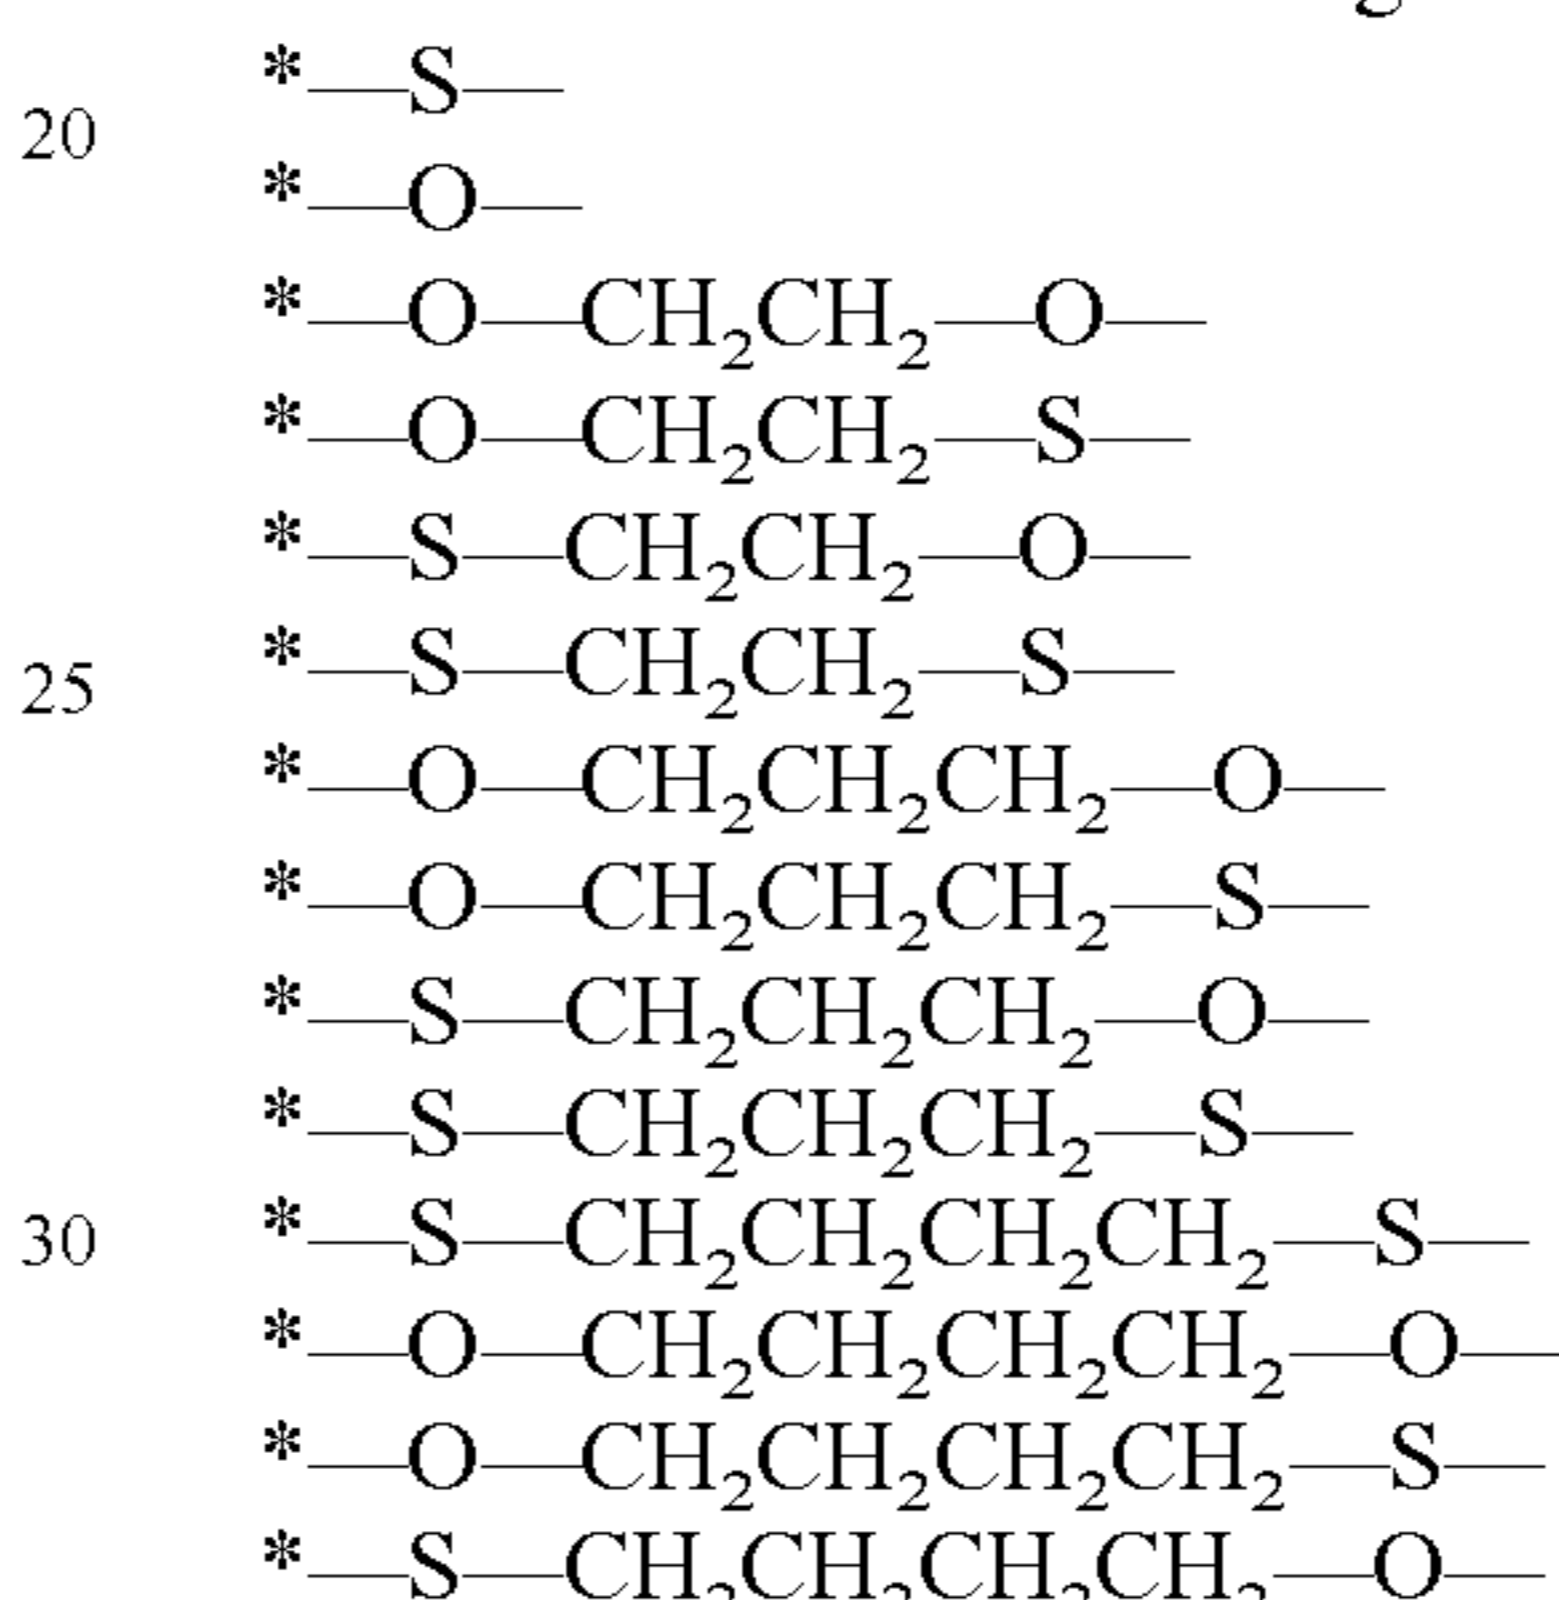 *—S—
20
*—O—
*—O—CH₂CH₂—O—
*—O—CH₂CH₂—S—
*—S—CH₂CH₂—O—
*—S—CH₂CH₂—S—
25
*—O—CH₂CH₂CH₂—O—
*—O—CH₂CH₂CH₂—S—
*—S—CH₂CH₂CH₂—O—
*—S—CH₂CH₂CH₂—S—
30 *—S—CH₂CH₂CH₂CH₂—S—
*—O—CH₂CH₂CH₂CH₂—O—
*—O—CH₂CH₂CH₂CH₂—S—
*—S—CH₂CH₂CH₂CH₂—O—